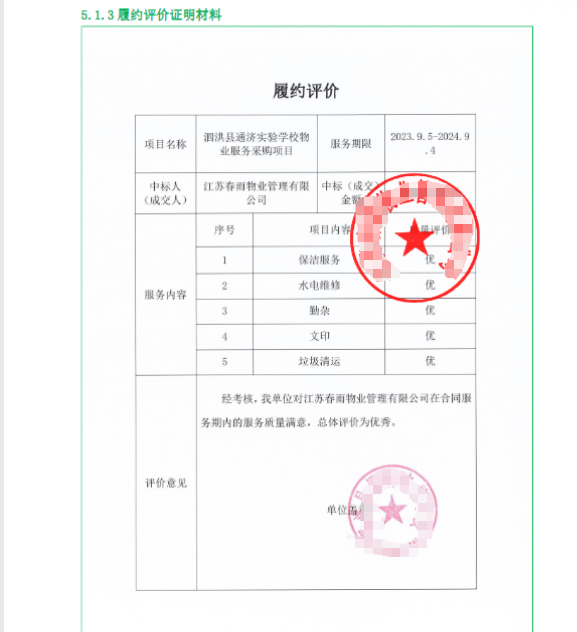 5.1.3 履约评价证明材料
履约评价
项目名称
泗洪县通济实验学校物
业服务采购项目
服务期限
2023.9.5-2024.9
.4
中标人
（成交人）
江苏春雨物业管理有限
公司
中标（成交）
金额
服务内容
序号
项目内容
评价
1
保洁服务
优
2
水电维修
优
3
勤杂
优
4
文印
优
5
垃圾清运
优
评价意见
经考核，我单位对江苏春雨物业管理有限公司在合同服
务期内的服务质量满意，总体评价为优秀。
单位盖